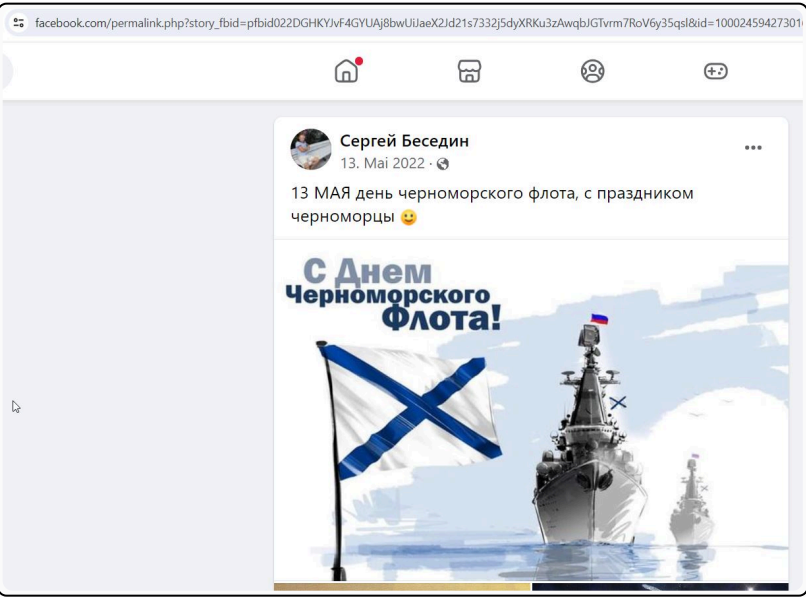 facebook.com/permalink.php?story_fbid=pfbid022DGHKYJvF4GYUAj8bwUiJaeX2Jd21s7332j5dyXRKu3zAwqbJGTvrm7RoV6y35qsl&id=1000245942730
Сергей Беседин
13. Mai 2022 ·
13 МАЯ день черноморского флота, с праздником
черноморцы 🙂
С Днем
Черноморского
Флота!